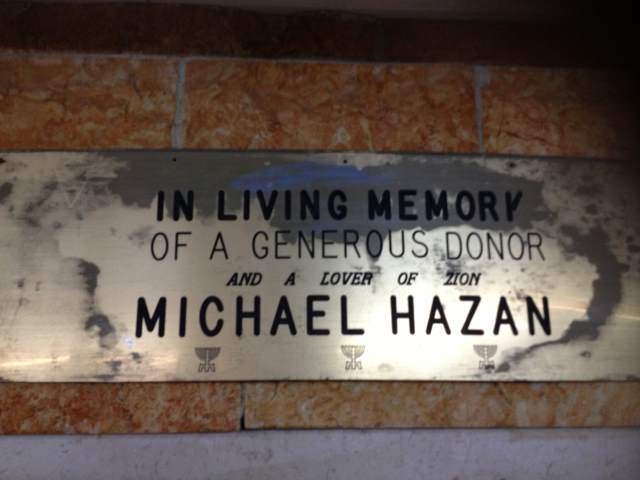 IN LIVING MEMORY
OF A GENEROUS DONOR
AND A LOVER OF ZION
MICHAEL HAZAN